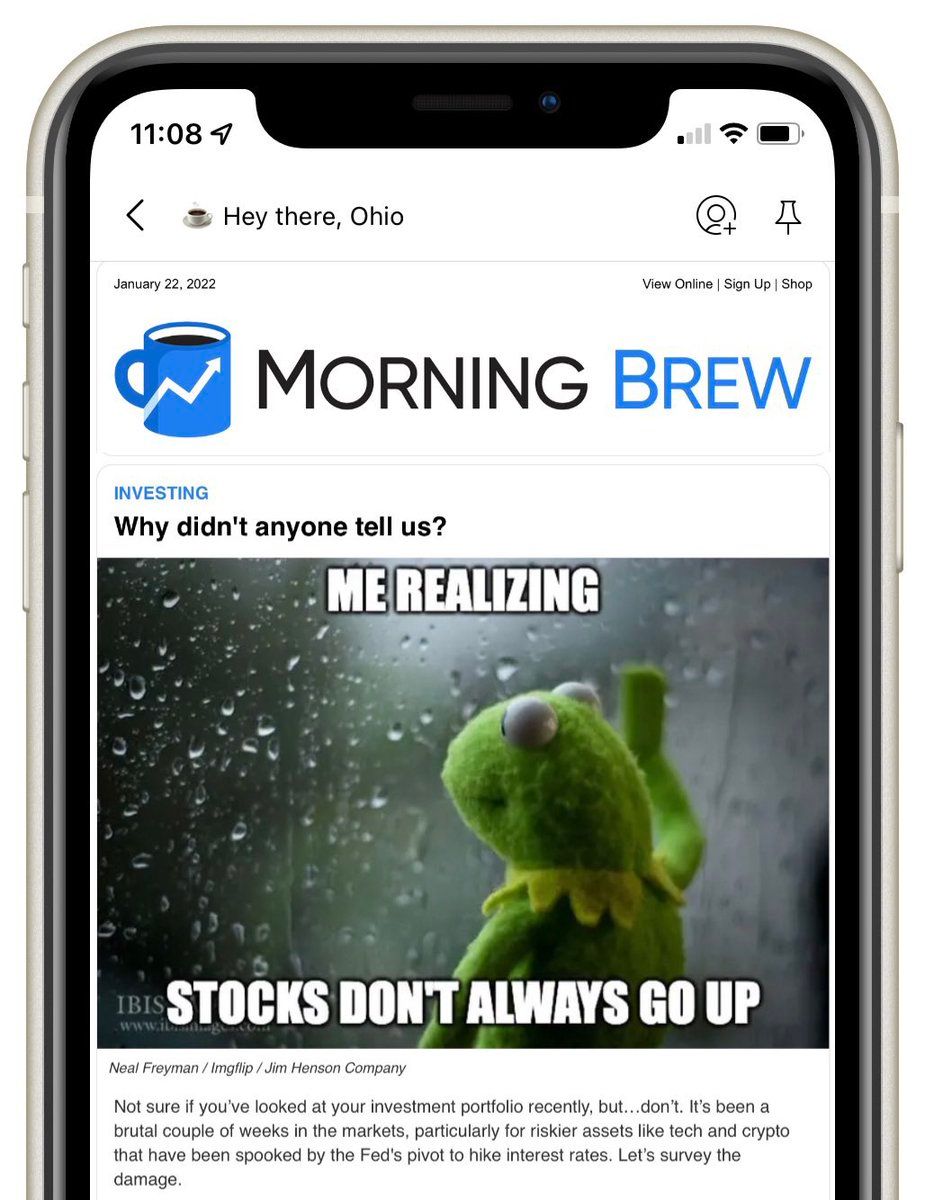 11:08
Hey there, Ohio
January 22, 2022
View Online | Sign Up | Shop
MORNING BREW
INVESTING
Why didn't anyone tell us?
ME REALIZING
STOCKS DON'T ALWAYS GO UP
IBIS
Neal Freyman / Imgflip / Jim Henson Company
Not sure if you've looked at your investment portfolio recently, but…don't. It's been a
brutal couple of weeks in the markets, particularly for riskier assets like tech and crypto
that have been spooked by the Fed's pivot to hike interest rates. Let's survey the
damage.